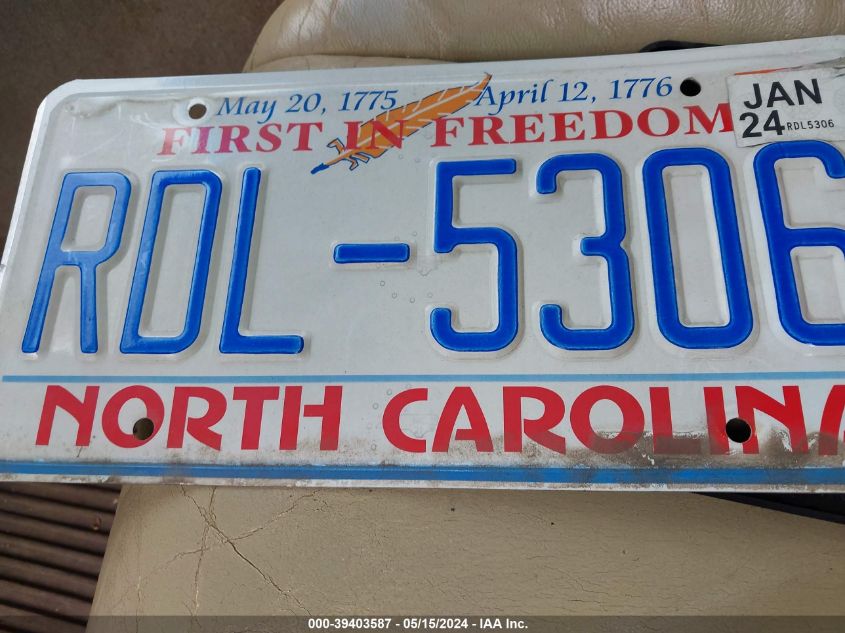 May 20, 1775 April 12, 1776
FIRST IN FREEDOM
JAN
24 RDL5306
RDL-5306
NORTH CAROLINA
000-39403587 - 05/15/2024 - IAA Inc.